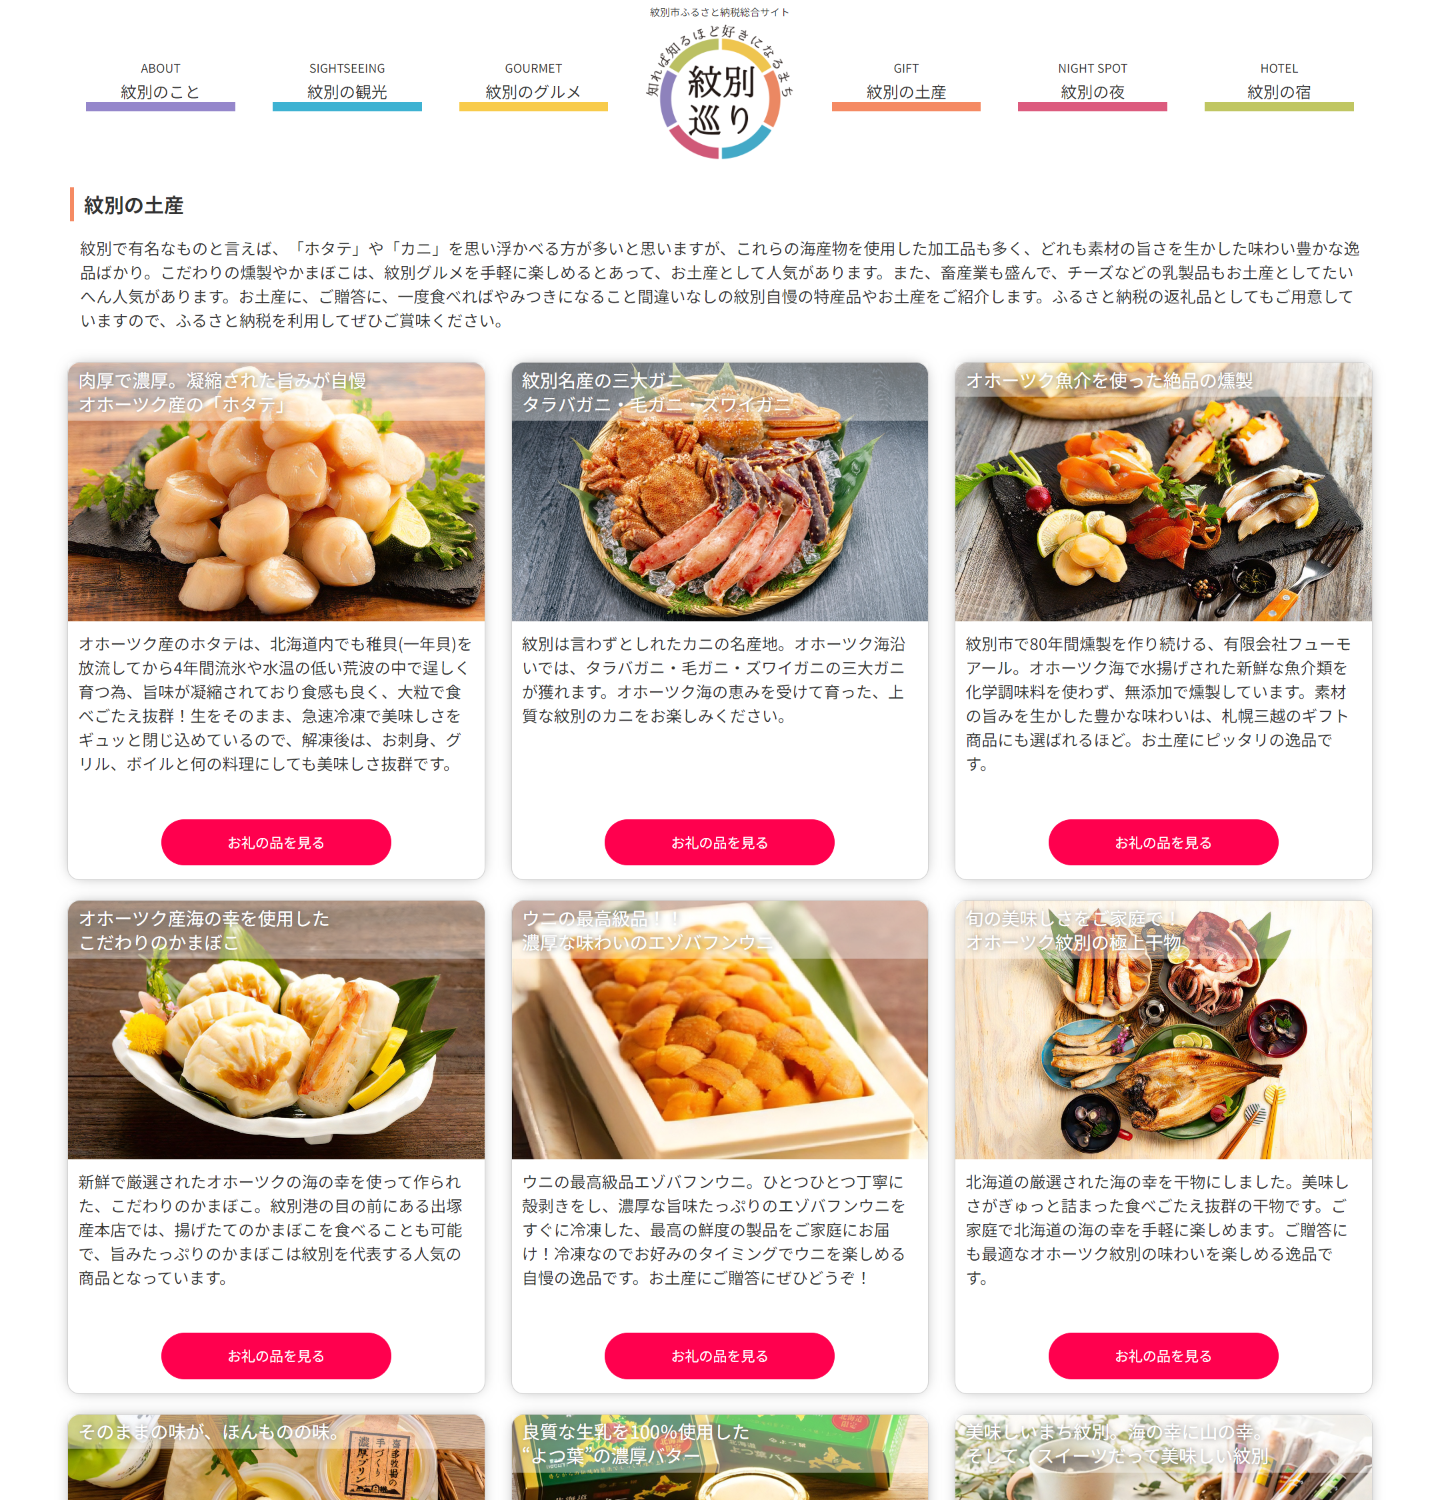 紋別市ふるさと納税総合サイト
知れば知るほど好きになるまち
紋別
巡り
ABOUT
紋別のこと
SIGHTSEEING
紋別の観光
GOURMET
紋別のグルメ
GIFT
紋別の土産
NIGHT SPOT
紋別の夜
HOTEL
紋別の宿
紋別の土産
紋別で有名なものと言えば、「ホタテ」や「カニ」を思い浮かべる方が多いと思いますが、これらの海産物を使用した加工品も多く、どれも素材の旨さを生かした味わい豊かな逸
品ばかり。こだわりの燻製やかまぼこは、紋別グルメを手軽に楽しめるとあって、お土産として人気があります。また、畜産業も盛んで、チーズなどの乳製品もお土産としてたい
へん人気があります。お土産に、ご贈答に、一度食べればやみつきになること間違いなしの紋別自慢の特産品やお土産をご紹介します。ふるさと納税の返礼品としてもご用意して
いますので、ふるさと納税を利用してぜひご賞味ください。
肉厚で濃厚。凝縮された旨みが自慢
オホーツク産の「ホタテ」
オホーツク産のホタテは、北海道内でも稚貝(一年貝)を
放流してから4年間流氷や水温の低い荒波の中で逞しく
育つ為、旨味が凝縮されており食感も良く、大粒で食
べごたえ抜群！生をそのまま、急速冷凍で美味しさを
ギュッと閉じ込めているので、解凍後は、お刺身、グ
リル、ボイルと何の料理にしても美味しさ抜群です。
お礼の品を見る
紋別名産の三大ガニ
タラバガニ・毛ガニ・ズワイガニ
紋別は言わずとしれたカニの名産地。オホーツク海沿
いでは、タラバガニ・毛ガニ・ズワイガニの三大ガニ
が獲れます。オホーツク海の恵みを受けて育った、上
質な紋別のカニをお楽しみください。
お礼の品を見る
オホーツク魚介を使った絶品の燻製
紋別市で80年間燻製を作り続ける、有限会社フューモ
アール。オホーツク海で水揚げされた新鮮な魚介類を
化学調味料を使わず、無添加で燻製しています。素材
の旨みを生かした豊かな味わいは、札幌三越のギフト
商品にも選ばれるほど。お土産にピッタリの逸品で
す。
お礼の品を見る
オホーツク産海の幸を使用した
こだわりのかまぼこ
新鮮で厳選されたオホーツクの海の幸を使って作られ
た、こだわりのかまぼこ。紋別港の目の前にある出塚
産本店では、揚げたてのかまぼこを食べることも可能
で、旨みたっぷりのかまぼこは紋別を代表する人気の
商品となっています。
お礼の品を見る
ウニの最高級品！！
濃厚な味わいのエゾバフンウニ
ウニの最高級品エゾバフンウニ。ひとつひとつ丁寧に
殻剥きをし、濃厚な旨味たっぷりのエゾバフンウニを
すぐに冷凍した、最高の鮮度の製品をご家庭にお届
け！冷凍なのでお好みのタイミングでウニを楽しめる
自慢の逸品です。お土産にご贈答にぜひどうぞ！
お礼の品を見る
旬の美味しさをご家庭で！
オホーツク紋別の極上干物
北海道の厳選された海の幸を干物にしました。美味し
さがぎゅっと詰まった食べごたえ抜群の干物です。ご
家庭で北海道の海の幸を手軽に楽しめます。ご贈答に
も最適なオホーツク紋別の味わいを楽しめる逸品で
す。
お礼の品を見る
そのままの味が、ほんものの味。
喜多牧場の
手づくり
濃厚プリン
良質な生乳を100%使用した
“よつ葉”の濃厚バター
よつ葉バター
美味しいまち紋別。海の幸に山の幸。
そして、スイーツだって美味しい紋別